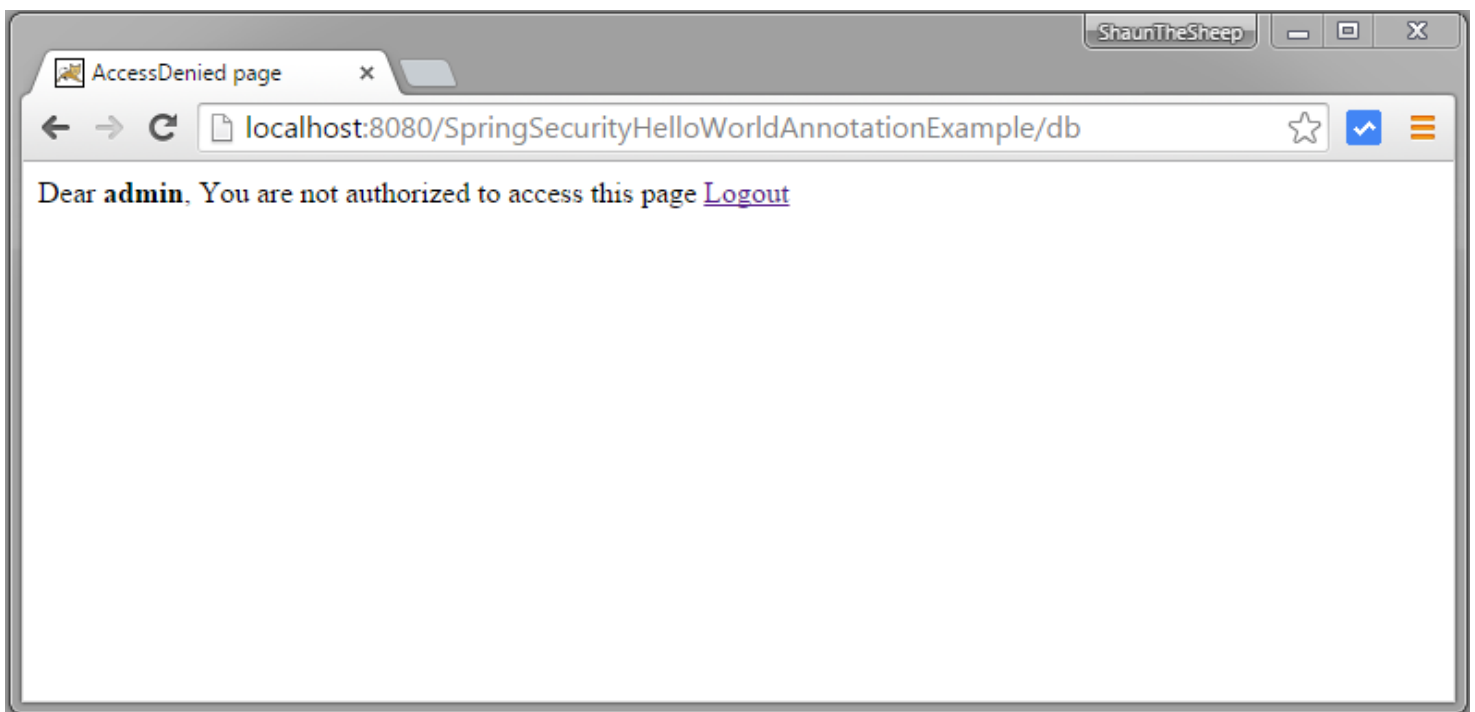 ShaunTheSheep
AccessDenied page
localhost:8080/SpringSecurityHelloWorldAnnotationExample/db
Dear admin, You are not authorized to access this page Logout